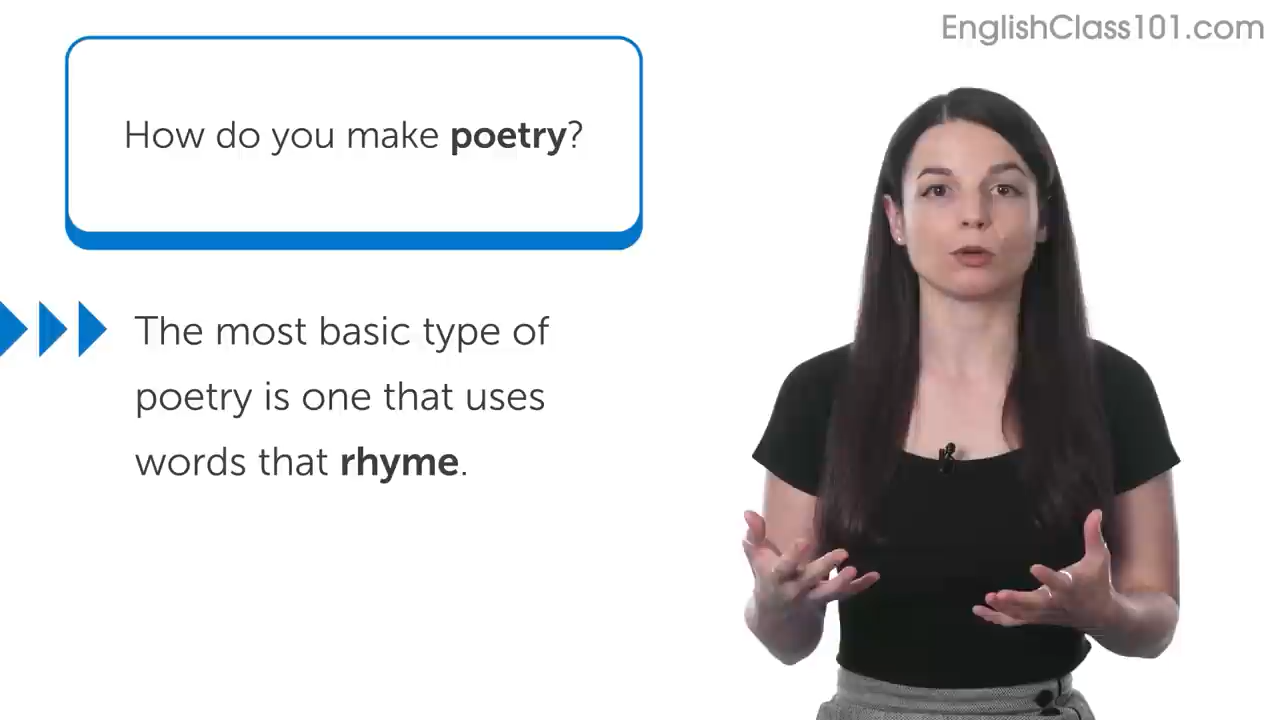 EnglishClass101.com
How do you make poetry?
The most basic type of
poetry is one that uses
words that rhyme.